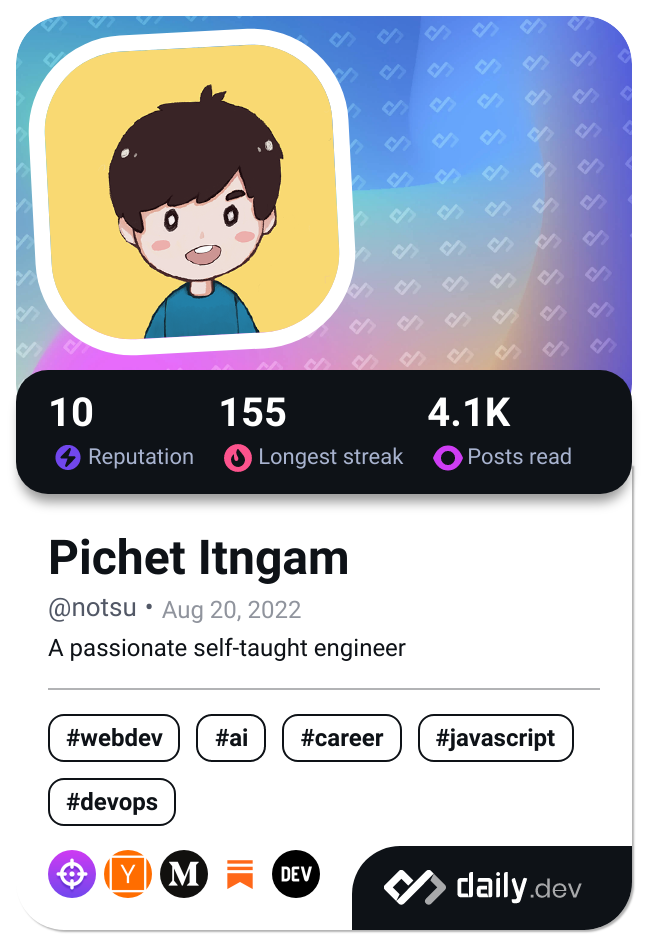 10 155 4.1K
Reputation Longest streak Posts read
Pichet Itngam
@notsu • Aug 20, 2022
A passionate self-taught engineer
#webdev #ai #career #javascript
#devops
Y M DEV daily.dev